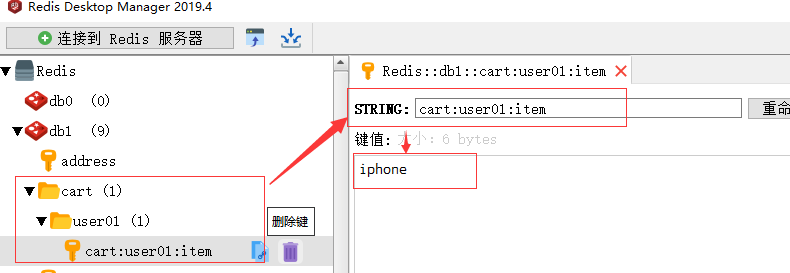 Redis Desktop Manager 2019.4
连接到 Redis 服务器
Redis
db0 (0)
db1 (9)
address
cart (1)
user01 (1)
删除键
cart:user01:item
Redis::db1::cart:user01:item
STRING: cart:user01:item
重命
键值: 大小: 6 bytes
iphone